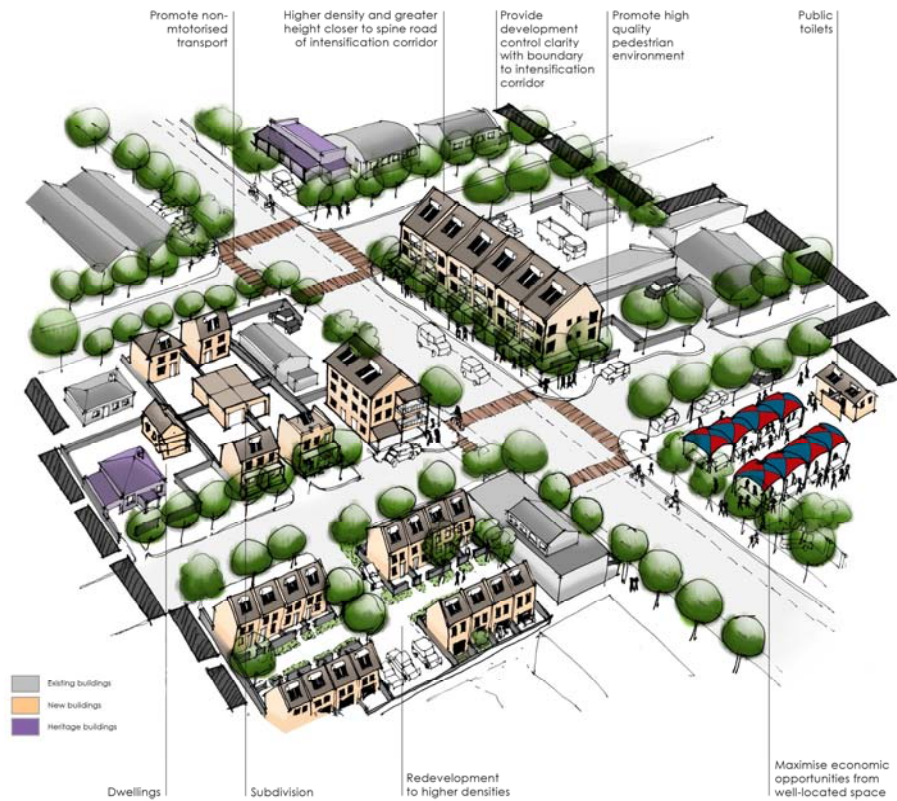 Promote non-
mtotorised
transport
Higher density and greater
height closer to spine road
of intensification corridor
Provide
development
control clarity
with boundary
to intensification
corridor
Promote high
quality
pedestrian
environment
Public
toilets
Existing buildings
New buildings
Heritage buildings
Dwellings
Subdivision
Redevelopment
to higher densities
Maximise economic
opportunities from
well-located space